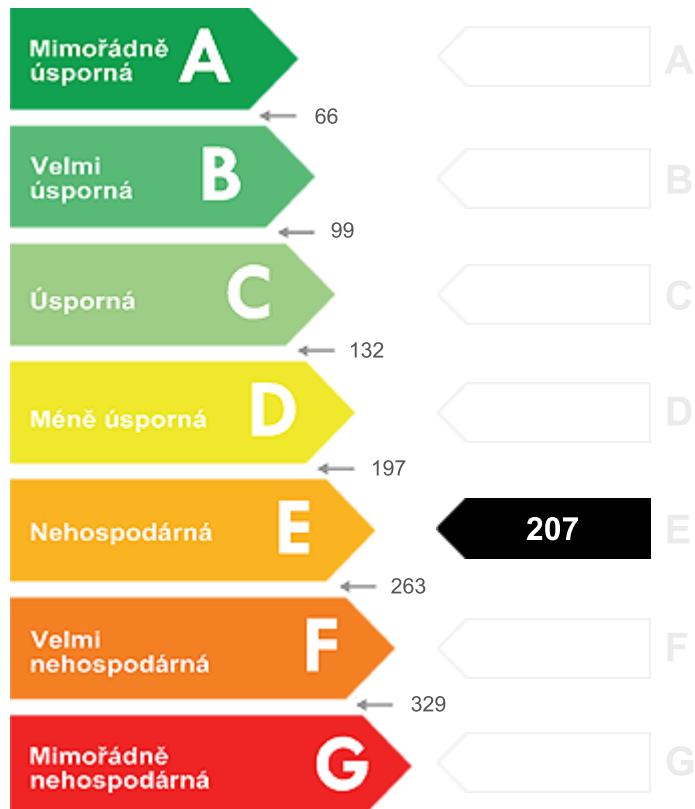 Mimořádně
úsporná
A
A
66
Velmi
úsporná
B
B
99
Úsporná
C
C
132
Méně úsporná
D
D
197
Nehospodárná
E
207
E
263
Velmi
nehospodárná
F
F
329
Mimořádně
nehospodárná
G
G